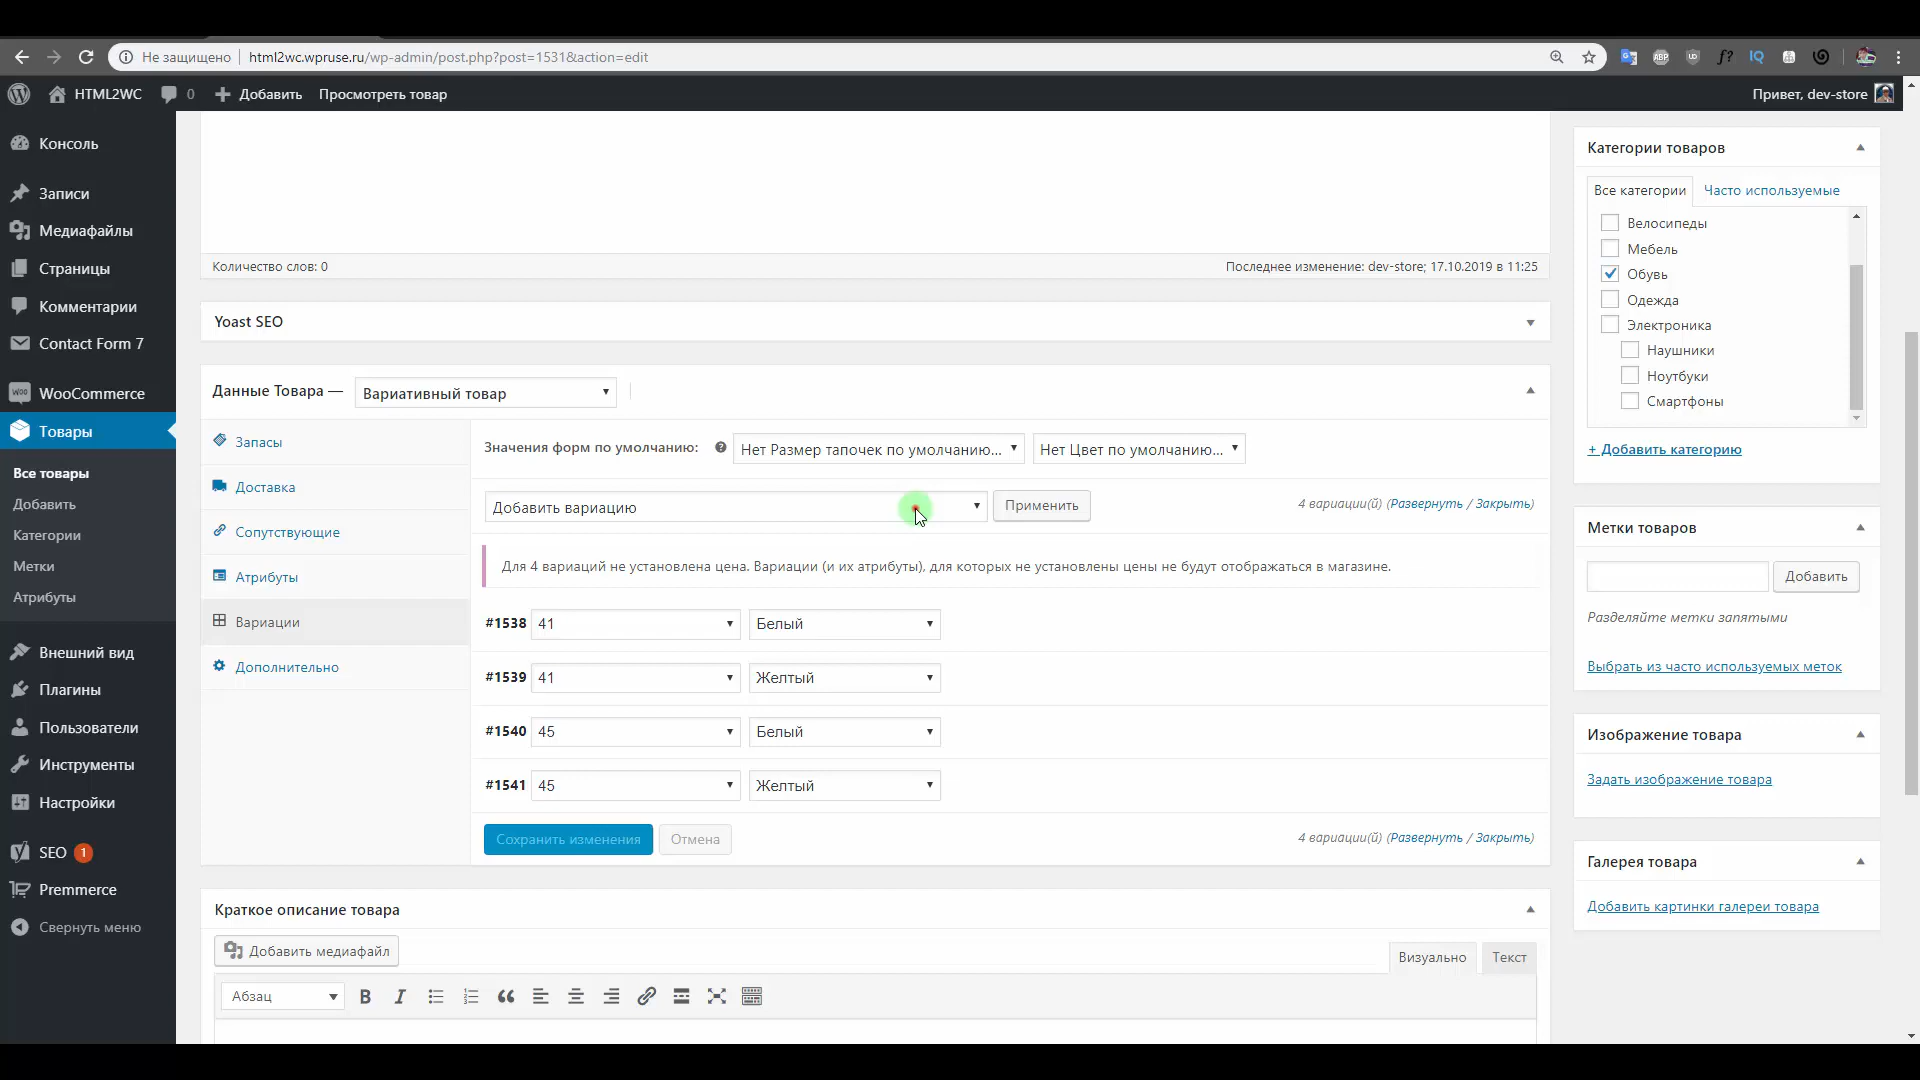 Не защищено
html2wc.wpruse.ru/wp-admin/post.php?post=1531&action=edit
HTML2WC
0
Добавить
Просмотреть товар
Привет, dev-store
Консоль
Записи
Медиафайлы
Страницы
Комментарии
Contact Form 7
WooCommerce
Товары
Все товары
Добавить
Категории
Метки
Атрибуты
Внешний вид
Плагины
Пользователи
Инструменты
Настройки
SEO 1
Premmerce
Свернуть меню
Количество слов: 0
Последнее изменение: dev-store; 17.10.2019 в 11:25
Yoast SEO
Данные Товара —
Вариативный товар
Запасы
Доставка
Сопутствующие
Атрибуты
Вариации
Дополнительно
Значения форм по умолчанию:
Нет Размер тапочек по умолчанию...
Нет Цвет по умолчанию...
Добавить вариацию
Применить
4 вариации(й) (Развернуть / Закрыть)
Для 4 вариаций не установлена цена. Вариации (и их атрибуты), для которых не установлены цены не будут отображаться в магазине.
#1538 41 Белый
#1539 41 Желтый
#1540 45 Белый
#1541 45 Желтый
Сохранить изменения
Отмена
4 вариации(й) (Развернуть / Закрыть)
Краткое описание товара
Добавить медиафайл
Визуально
Текст
Абзац
Категории товаров
Все категории
Часто используемые
Велосипеды
Мебель
Обувь
Одежда
Электроника
Наушники
Ноутбуки
Смартфоны
+ Добавить категорию
Метки товаров
Добавить
Разделяйте метки запятыми
Выбрать из часто используемых меток
Изображение товара
Задать изображение товара
Галерея товара
Добавить картинки галереи товара